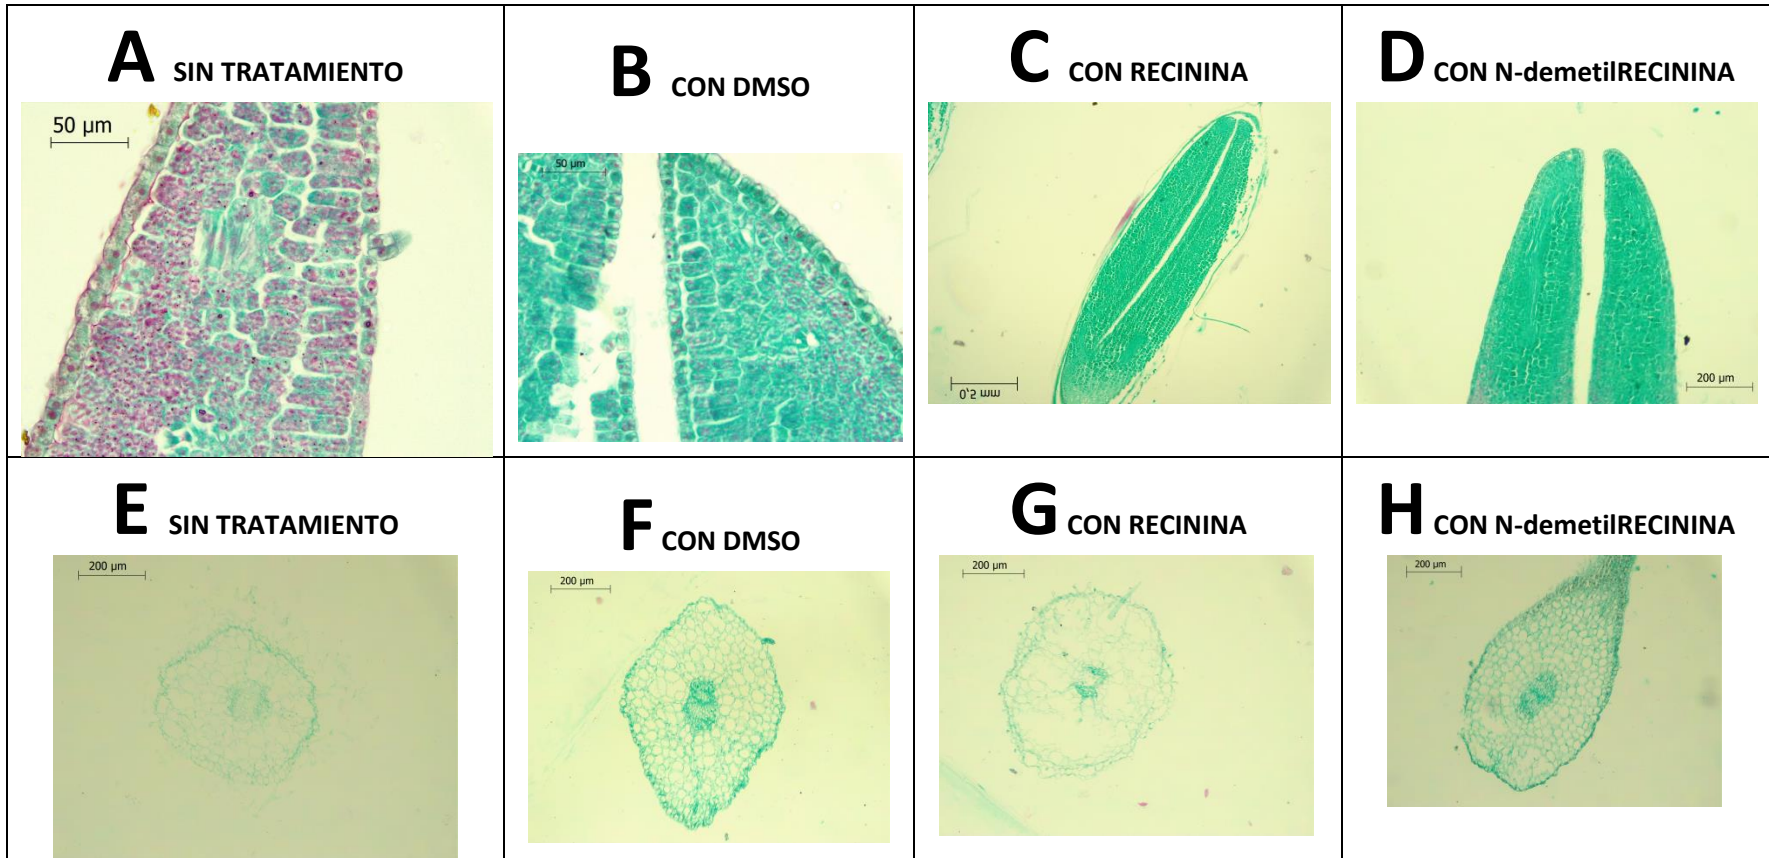 A SIN TRATAMIENTO
50 µm
B CON DMSO
50 µm
C CON RECININA
0,5 mm
D CON N-demetilRECININA
200 µm
E SIN TRATAMIENTO
200 µm
F CON DMSO
200 µm
G CON RECININA
200 µm
H CON N-demetilRECININA
200 µm